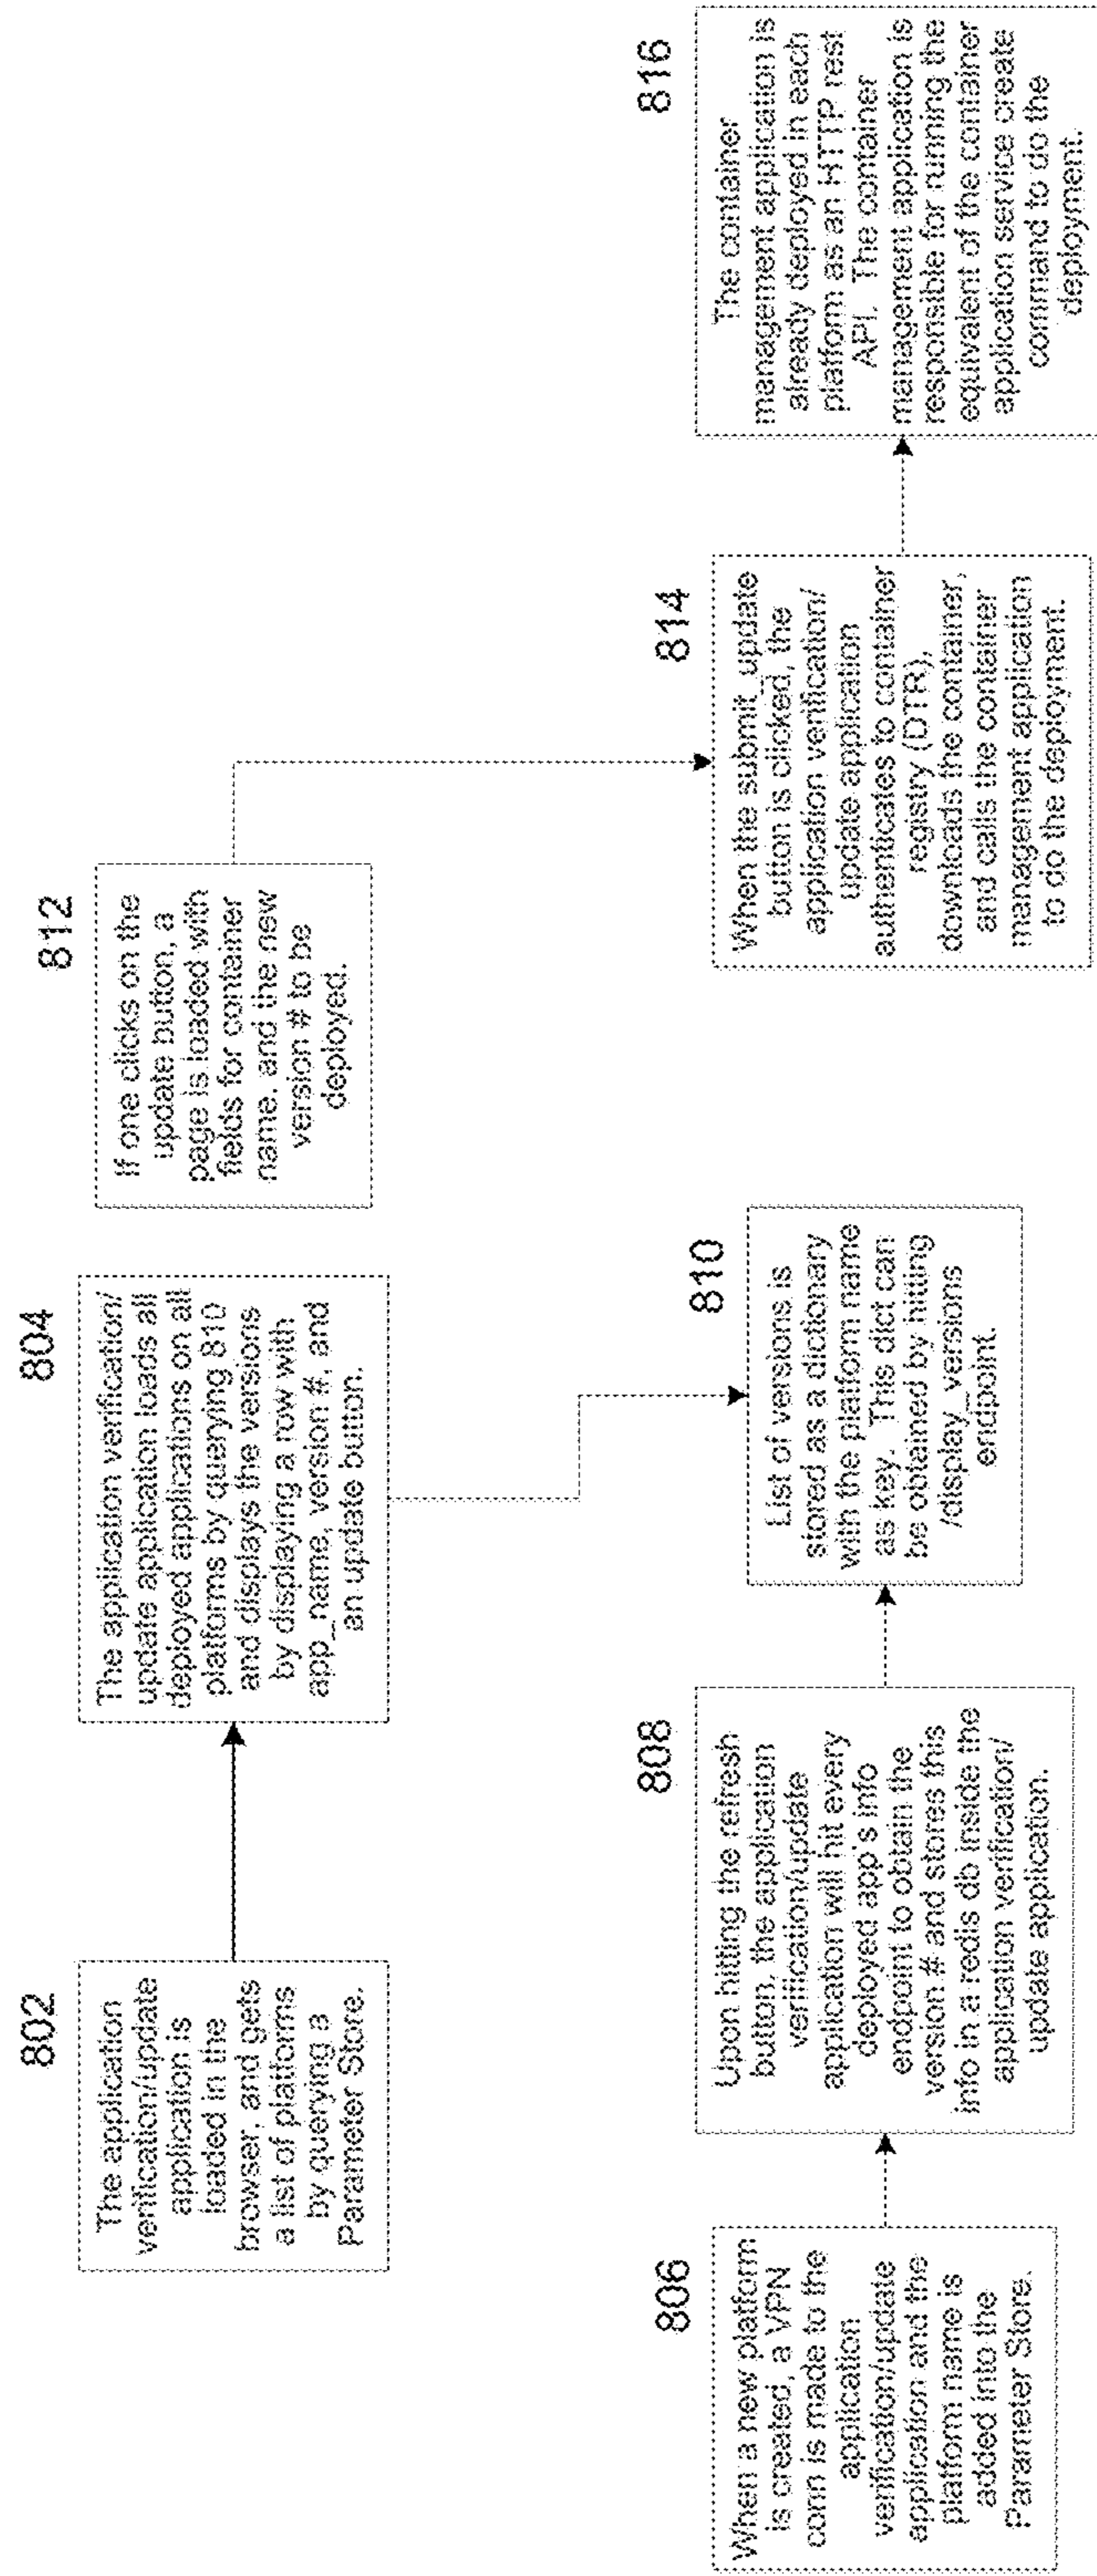 802
The application
verification/update
application is
loaded in the
browser, and gets
a list of platforms
by querying a
Parameter Store.
804
The application verification/
update application loads all
deployed applications on all
platforms by querying 810
and displays the versions
by displaying a row with
app_name, version #, and
an update button.
806
When a new platform
is created, a VPN
conn is made to the
application
verification/update
application and the
platform name is
added into the
Parameter Store.
808
Upon hitting the refresh
button, the application
verification/update
application will hit every
deployed app's info
endpoint to obtain the
version # and stores this
info in a redis db inside the
application verification/
update application.
810
List of versions is
stored as a dictionary
with the platform name
as key. This dict can
be obtained by hitting
/display_versions
endpoint.
812
If one clicks on the
update button, a
page is loaded with
fields for container
name, and the new
version # to be
deployed.
814
When the submit_update
button is clicked, the
application verification/
update application
authenticates to container
registry (DTR),
downloads the container,
and calls the container
management application
to do the deployment.
816
The container
management application is
already deployed in each
platform as an HTTP rest
API. The container
management application is
responsible for running the
equivalent of the container
application service create
command to do the
deployment.